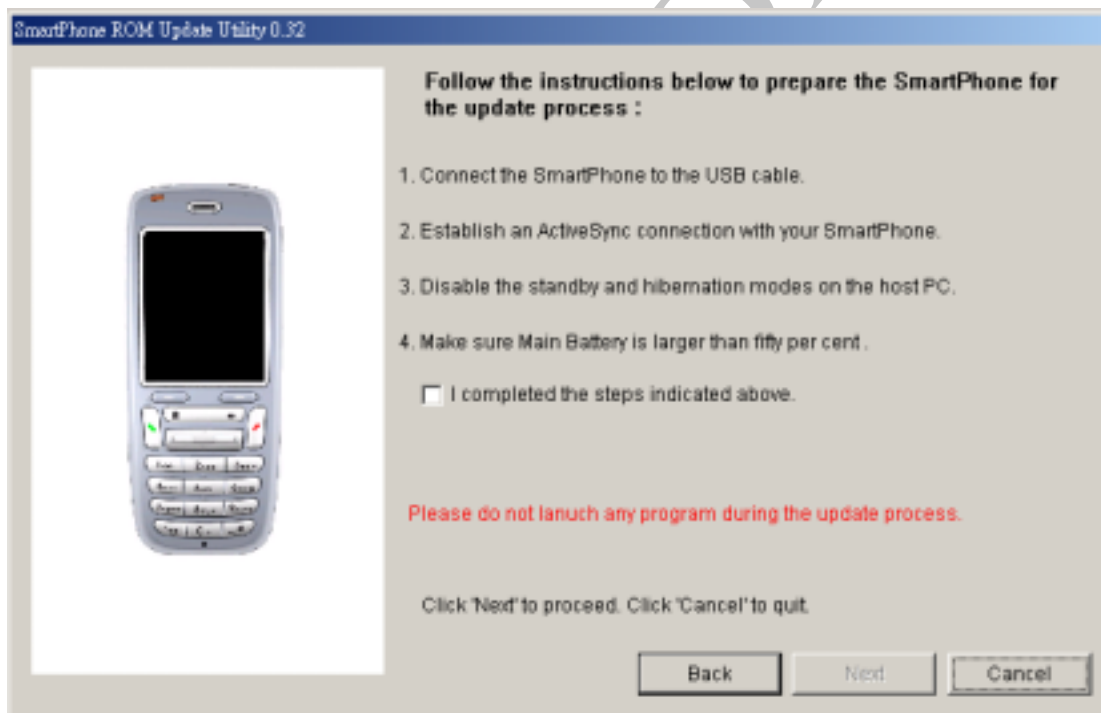 SmartPhone ROM Update Utility 0.32
Follow the instructions below to prepare the SmartPhone for
the update process :
1. Connect the SmartPhone to the USB cable.
2. Establish an ActiveSync connection with your SmartPhone.
3. Disable the standby and hibernation modes on the host PC.
4. Make sure Main Battery is larger than fifty per cent .
I completed the steps indicated above.
Please do not lanuch any program during the update process.
Click 'Next' to proceed. Click 'Cancel' to quit.
Back
Next
Cancel